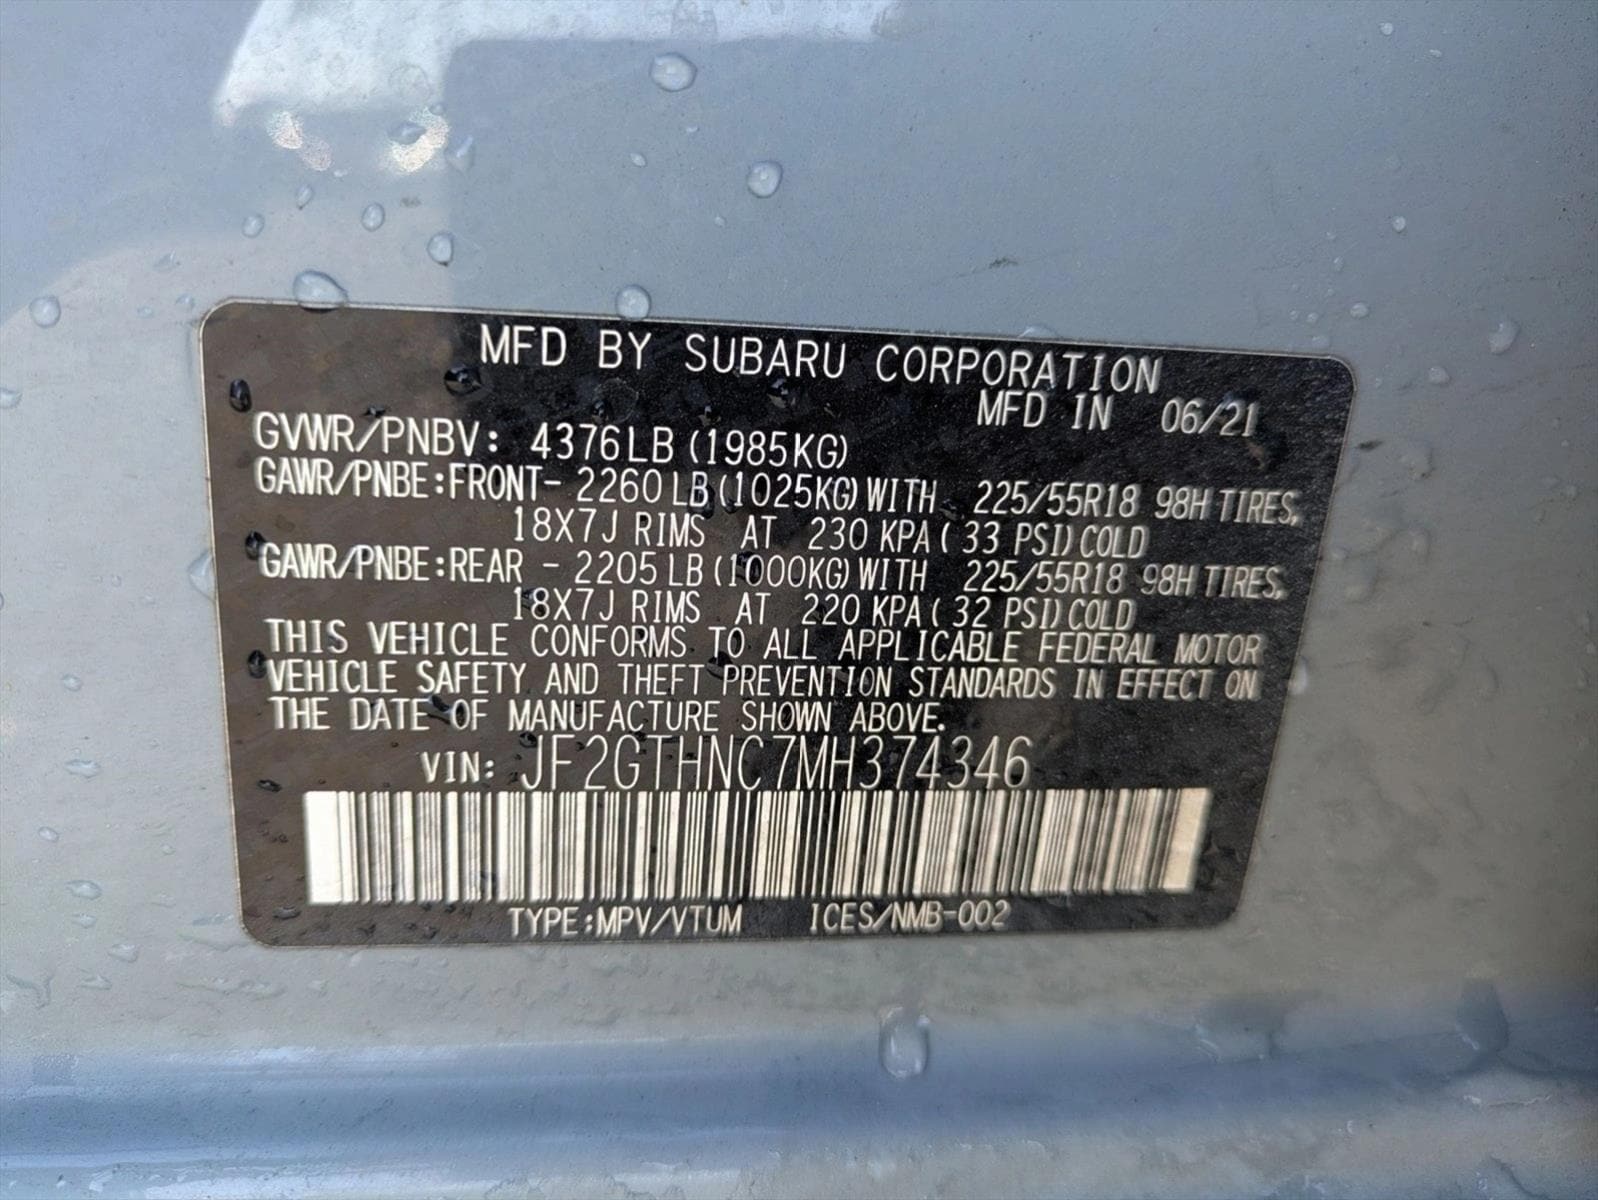 MFD BY SUBARU CORPORATION
MFD IN 06/21
GVWR/PNBV: 4376LB (1985KG)
GAWR/PNBE:FRONT- 2260LB (1025KG) WITH 225/55R18 98H TIRES,
18X7J RIMS AT 230 KPA ( 33 PSI) COLD
GAWR/PNBE:REAR - 2205LB (1000KG) WITH 225/55R18 98H TIRES,
18X7J RIMS AT 220 KPA ( 32 PSI) COLD
THIS VEHICLE CONFORMS TO ALL APPLICABLE FEDERAL MOTOR
VEHICLE SAFETY AND THEFT PREVENTION STANDARDS IN EFFECT ON
THE DATE OF MANUFACTURE SHOWN ABOVE.
VIN: JF2GTHNC7MH374346
TYPE:MPV/VTUM ICES/NMB-002